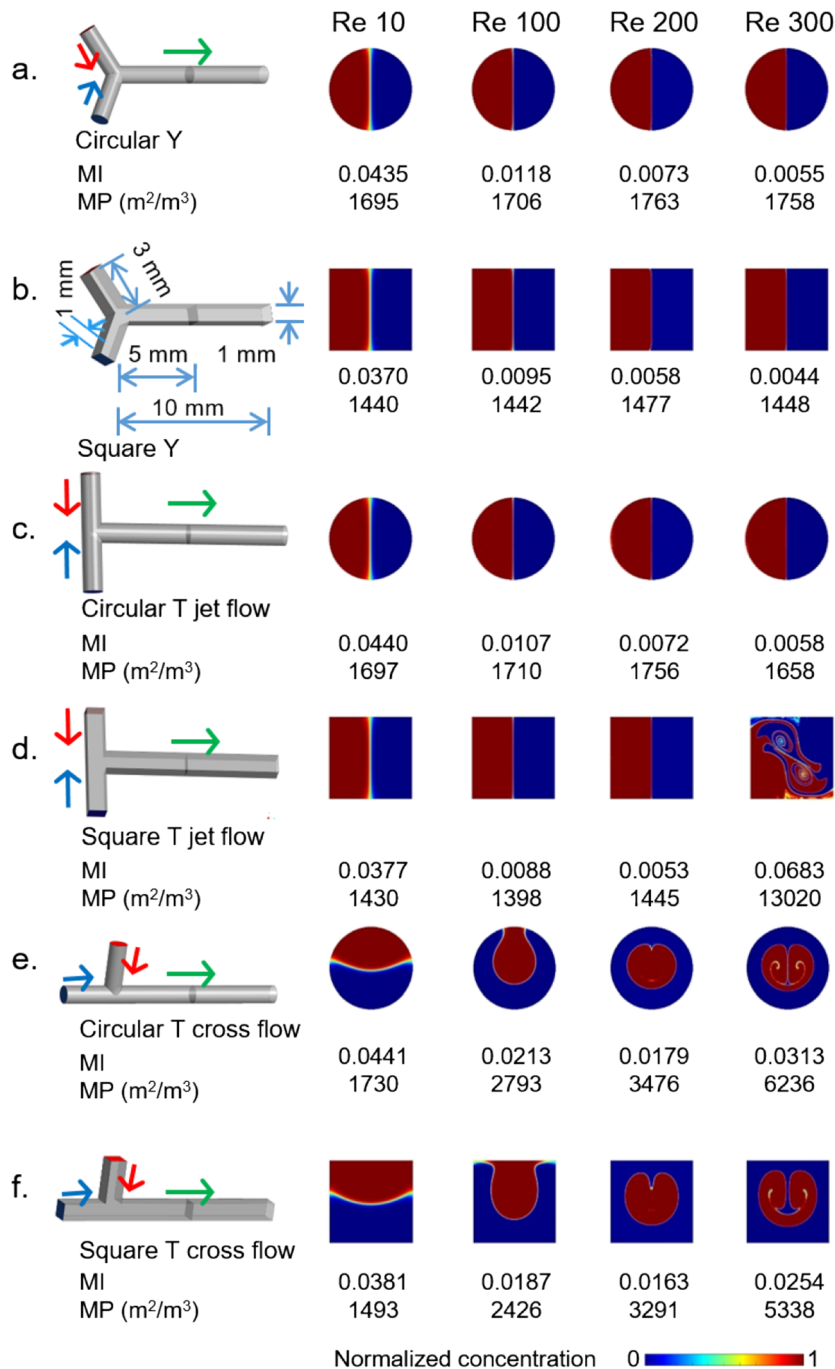 Re 10 Re 100 Re 200 Re 300
a.
Circular Y
MI 0.0435 0.0118 0.0073 0.0055
MP (m²/m³) 1695 1706 1763 1758
b.
3 mm
1 mm
5 mm 1 mm
10 mm
0.0370 0.0095 0.0058 0.0044
1440 1442 1477 1448
Square Y
c.
Circular T jet flow
MI 0.0440 0.0107 0.0072 0.0058
MP (m²/m³) 1697 1710 1756 1658
d.
Square T jet flow
MI 0.0377 0.0088 0.0053 0.0683
MP (m²/m³) 1430 1398 1445 13020
e.
Circular T cross flow
MI 0.0441 0.0213 0.0179 0.0313
MP (m²/m³) 1730 2793 3476 6236
f.
Square T cross flow
MI 0.0381 0.0187 0.0163 0.0254
MP (m²/m³) 1493 2426 3291 5338
Normalized concentration 0 1